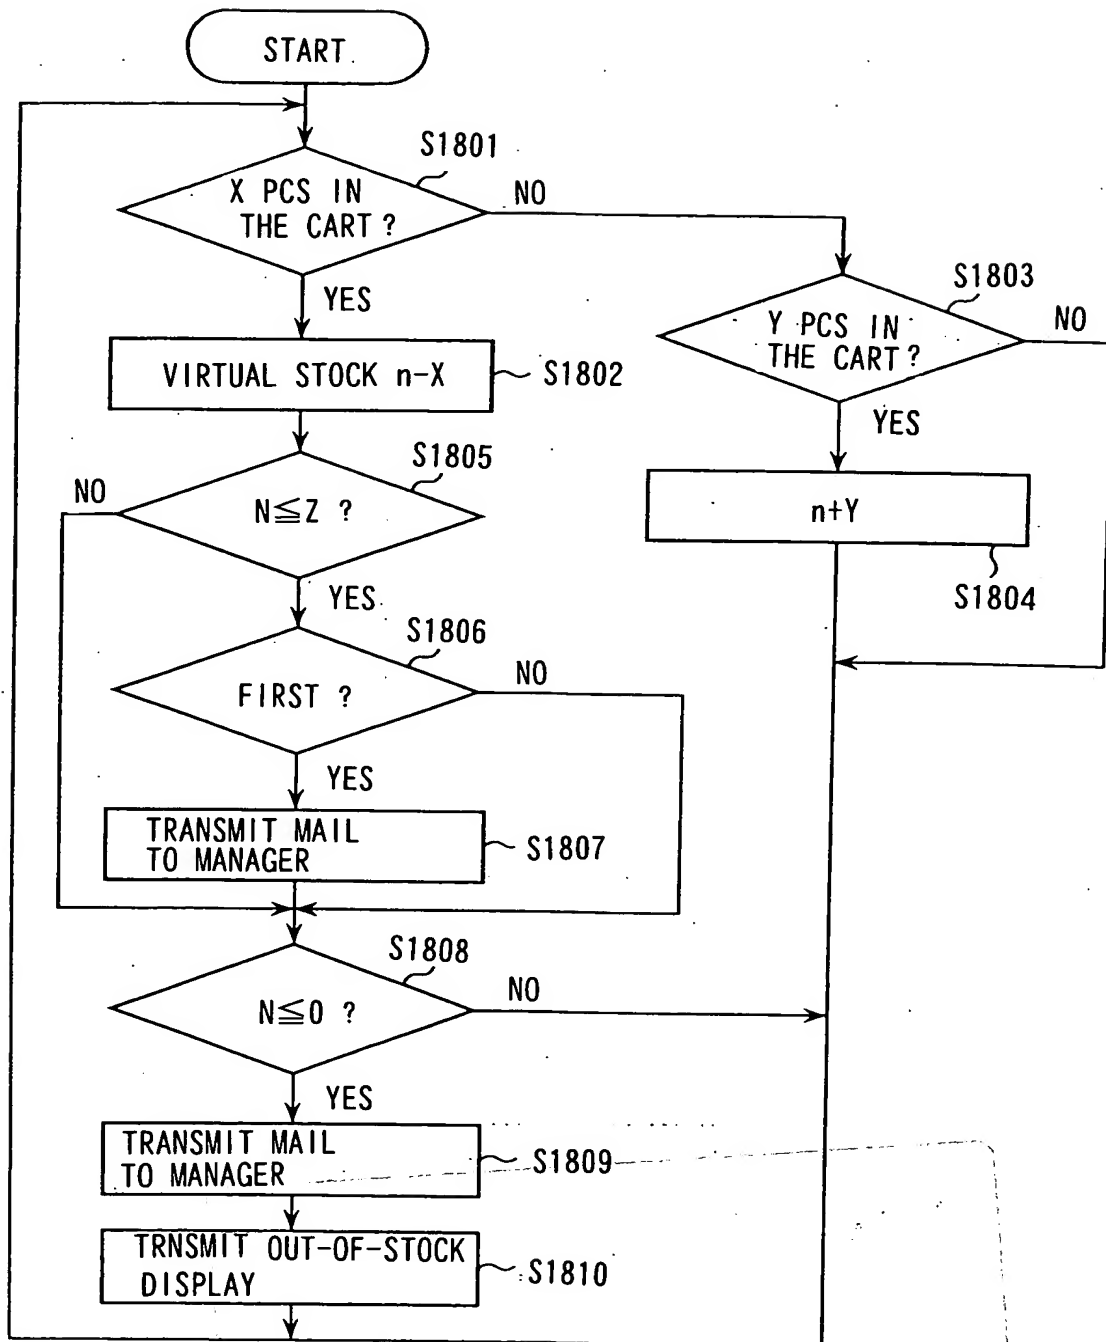 START
S1801
X PCS IN
THE CART ?
NO
YES
S1803
Y PCS IN
THE CART ?
NO
VIRTUAL STOCK n-X
S1802
YES
S1805
NO
N≦Z ?
n+Y
S1804
YES
S1806
FIRST ?
NO
YES
TRANSMIT MAIL
TO MANAGER
S1807
S1808
N≦0 ?
NO
YES
TRANSMIT MAIL
TO MANAGER
S1809
TRNSMIT OUT-OF-STOCK
DISPLAY
S1810